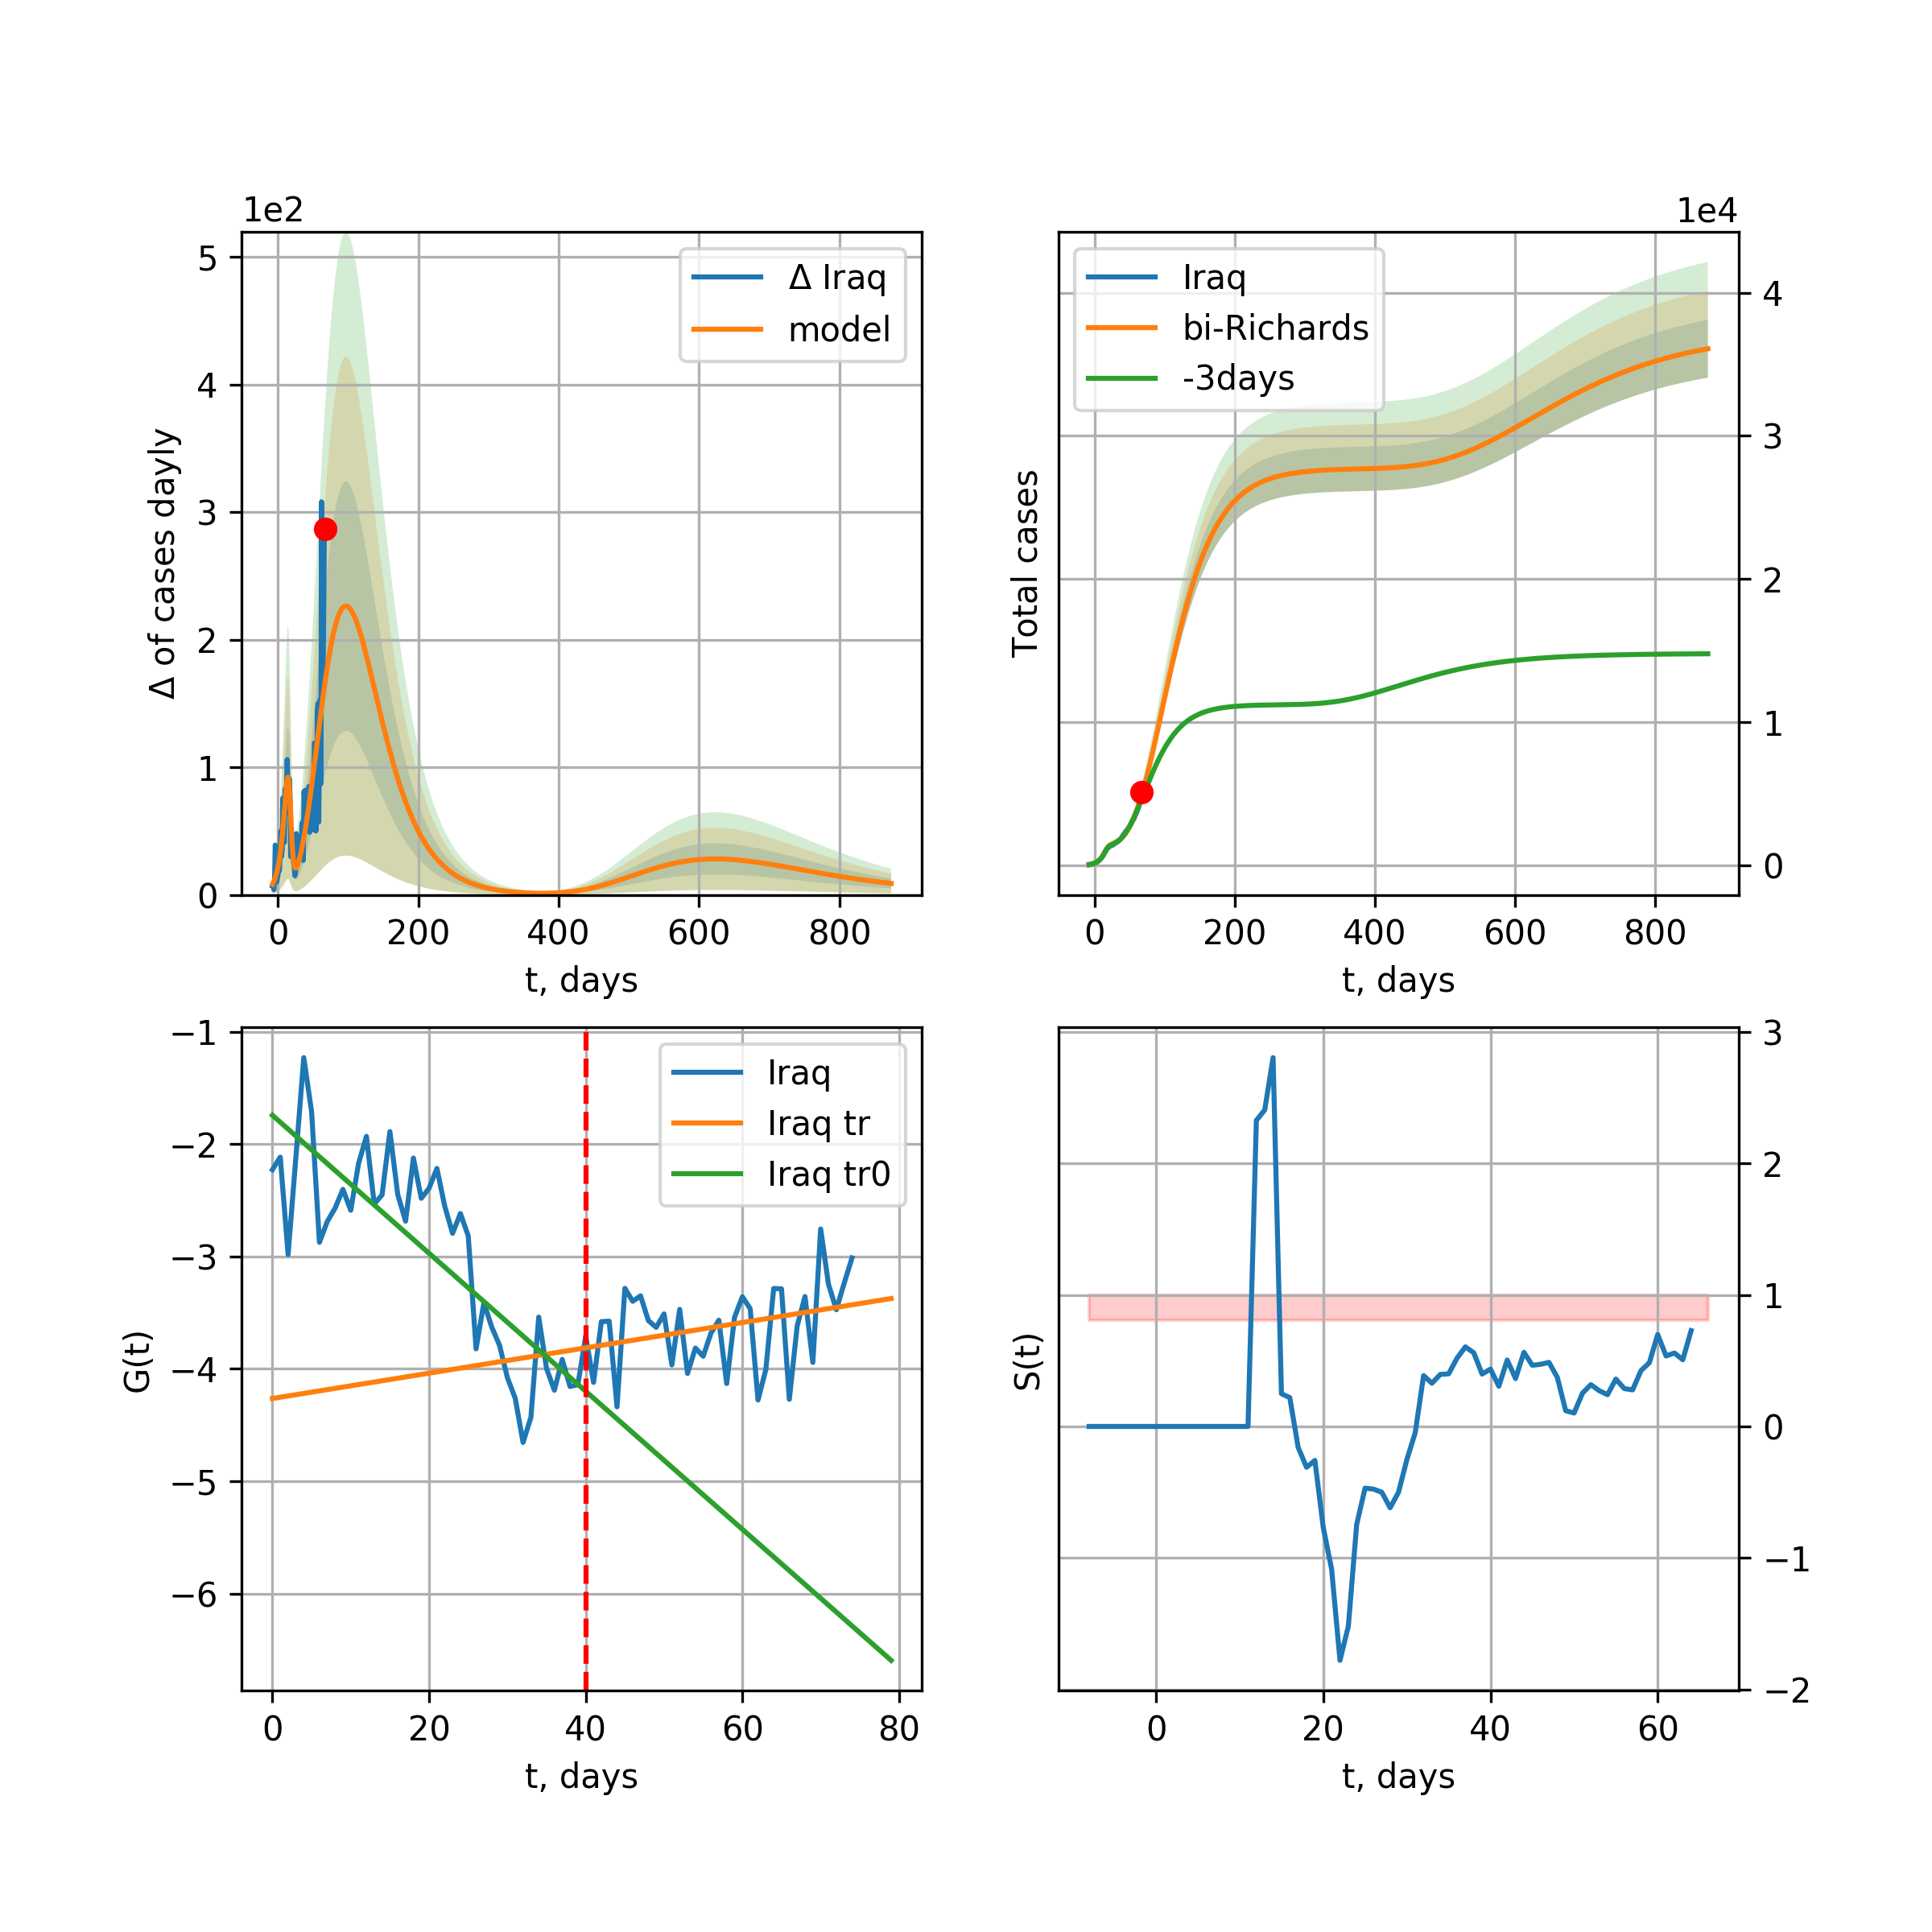 1e2
5
4
3
2
1
0
Δ of cases dayly
Δ Iraq
model
0 200 400 600 800
t, days
1e4
Total cases
Iraq
bi-Richards
-3days
4
3
2
1
0
0 200 400 600 800
t, days
−1
−2
−3
−4
−5
−6
G(t)
Iraq
Iraq tr
Iraq tr0
0 20 40 60 80
t, days
S(t)
3
2
1
0
−1
−2
0 20 40 60
t, days